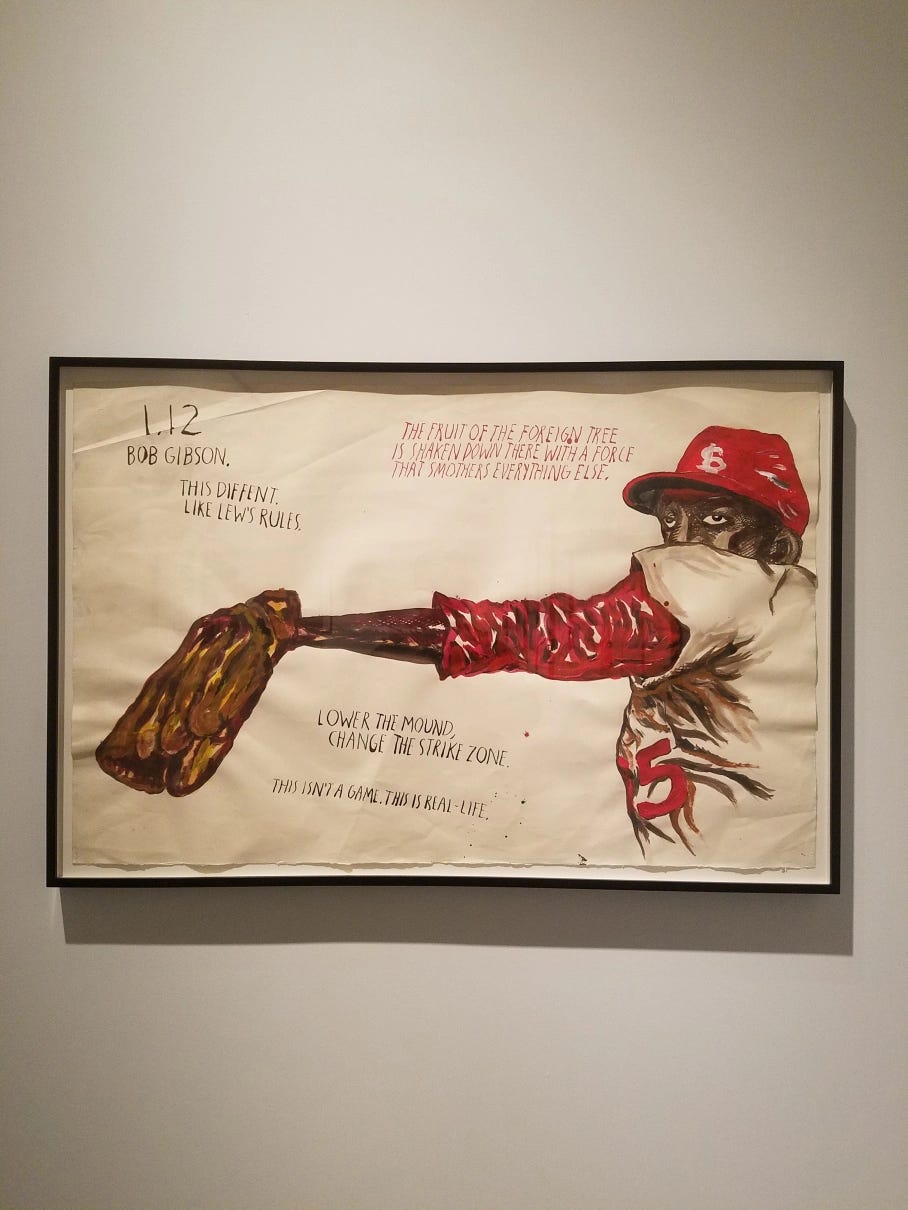 1.12
BOB GIBSON.
THIS DIFFENT.
LIKE LEW'S RULES.
THE FRUIT OF THE FOREIGN TREE
IS SHAKEN DOWN THERE WITH A FORCE
THAT SMOTHERS EVERYTHING ELSE.
STL
LOWER THE MOUND,
CHANGE THE STRIKE ZONE.
THIS ISN'T A GAME. THIS IS REAL-LIFE.
5